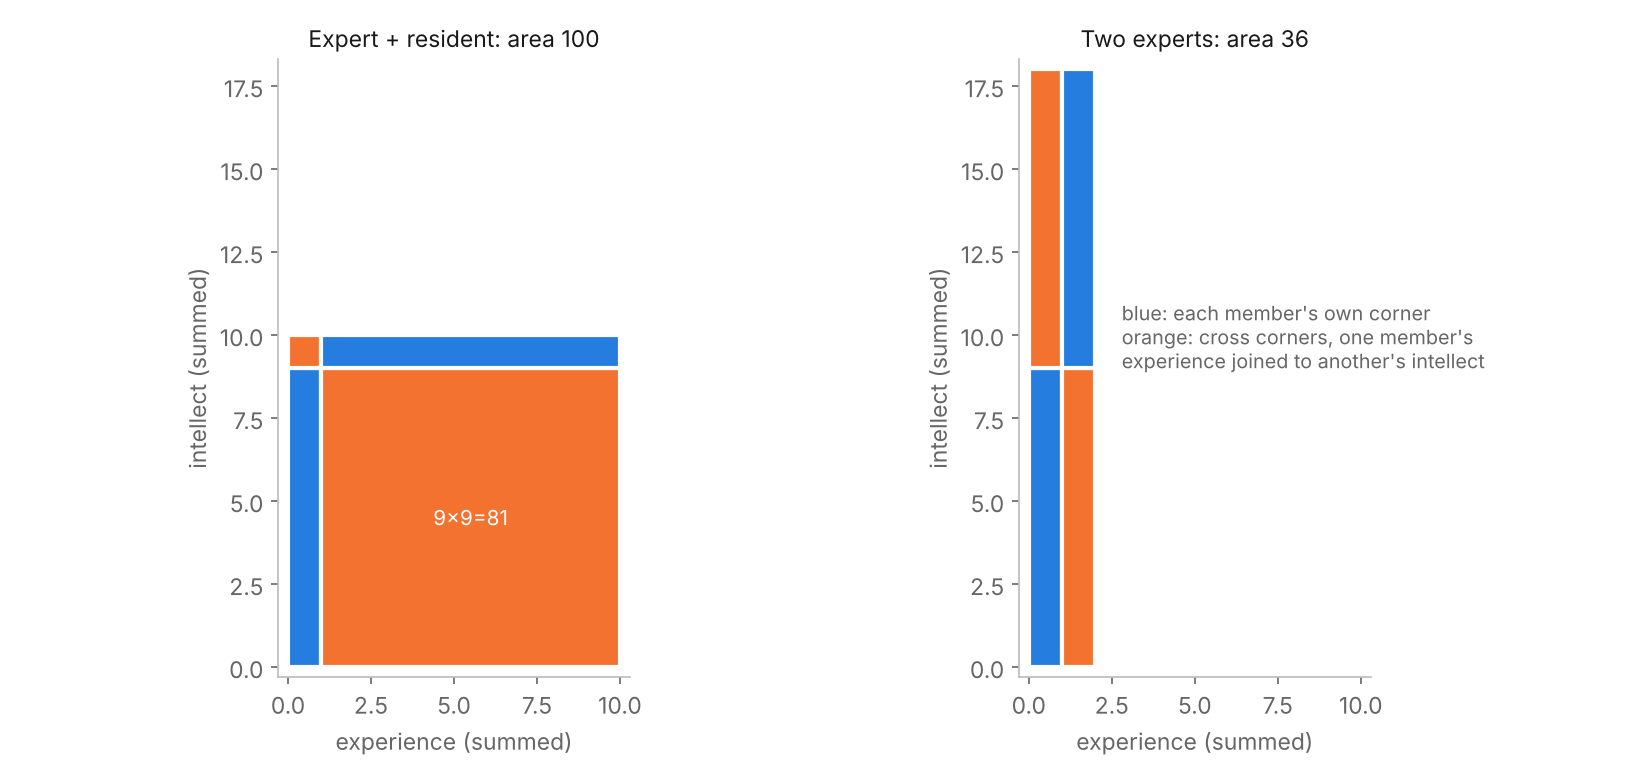 Expert + resident: area 100
17.5
15.0
12.5
10.0
7.5
5.0
2.5
0.0
intellect (summed)
9×9=81
0.0 2.5 5.0 7.5 10.0
experience (summed)
Two experts: area 36
17.5
15.0
12.5
10.0
7.5
5.0
2.5
0.0
intellect (summed)
blue: each member's own corner
orange: cross corners, one member's
experience joined to another's intellect
0.0 2.5 5.0 7.5 10.0
experience (summed)